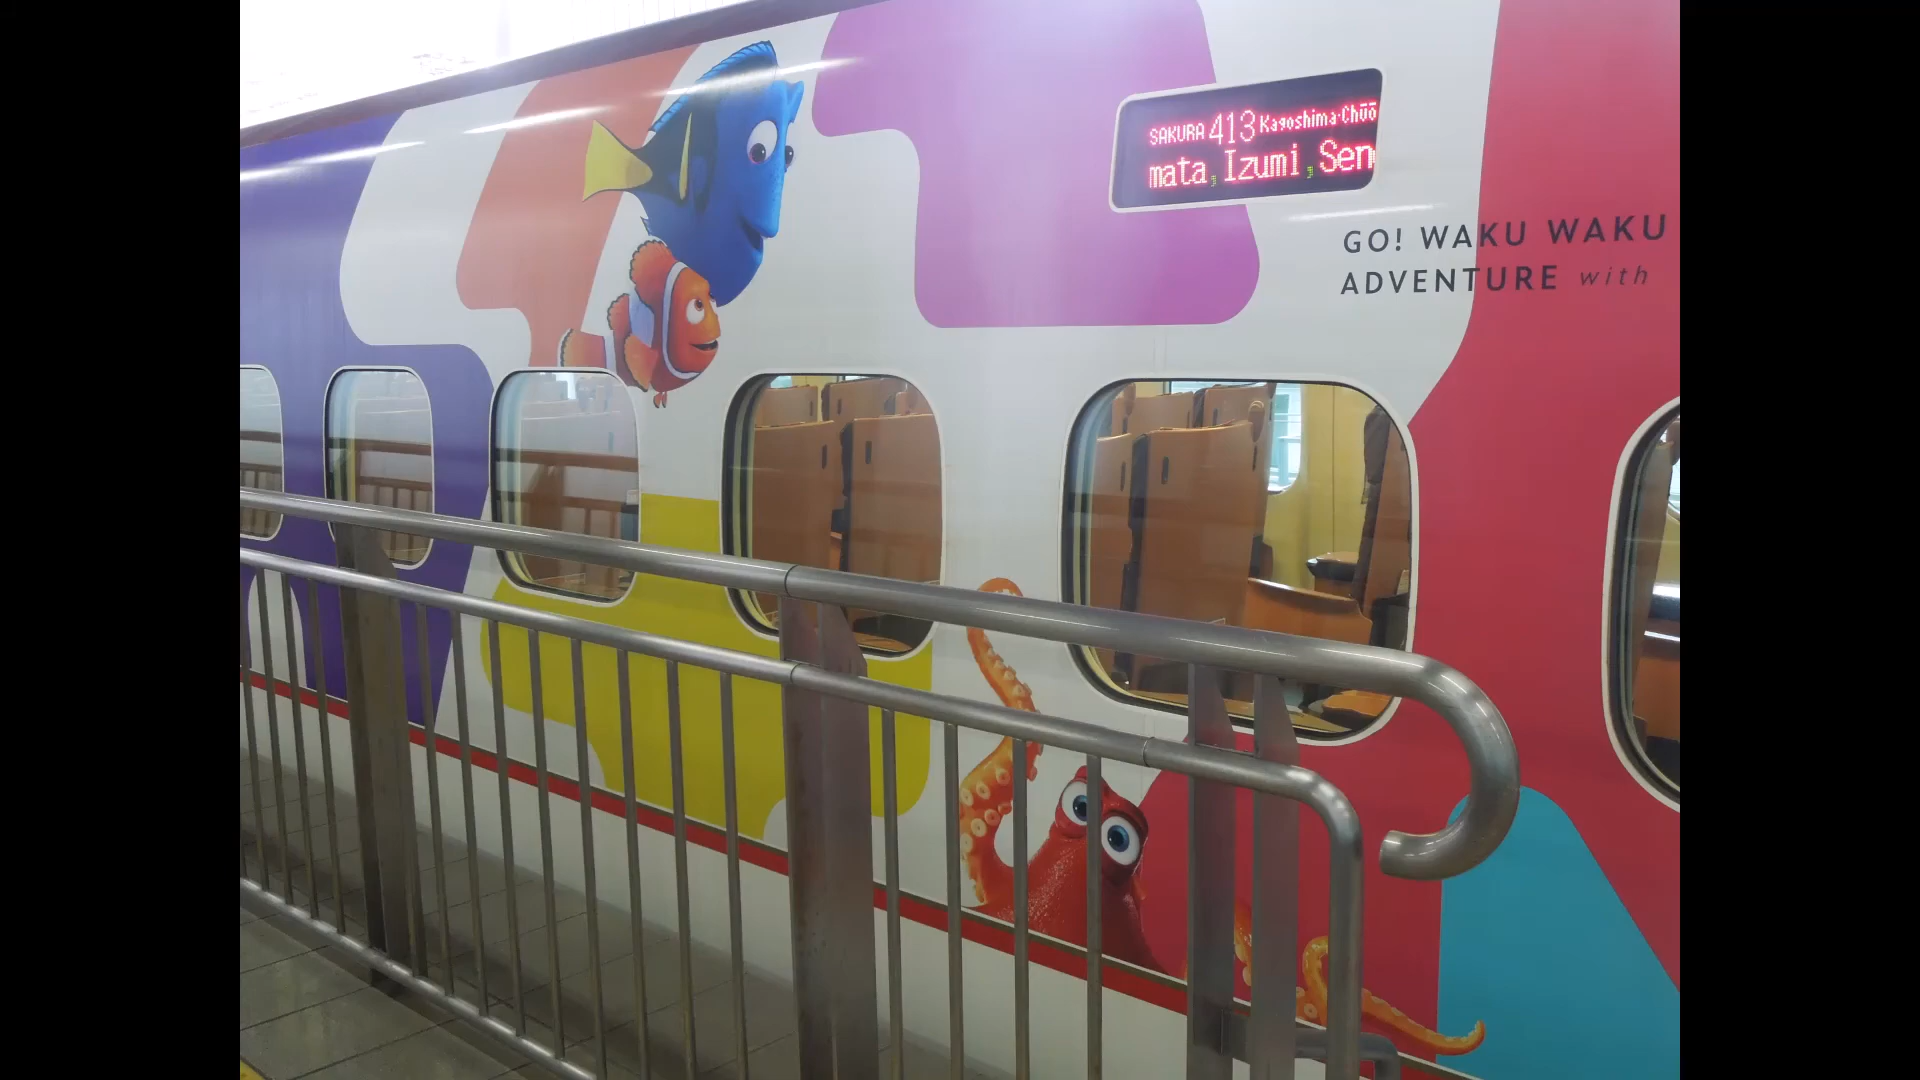 SAKURA 413 Kagoshima-Chūō
mata, Izumi, Sen
GO! WAKU WAKU
ADVENTURE with